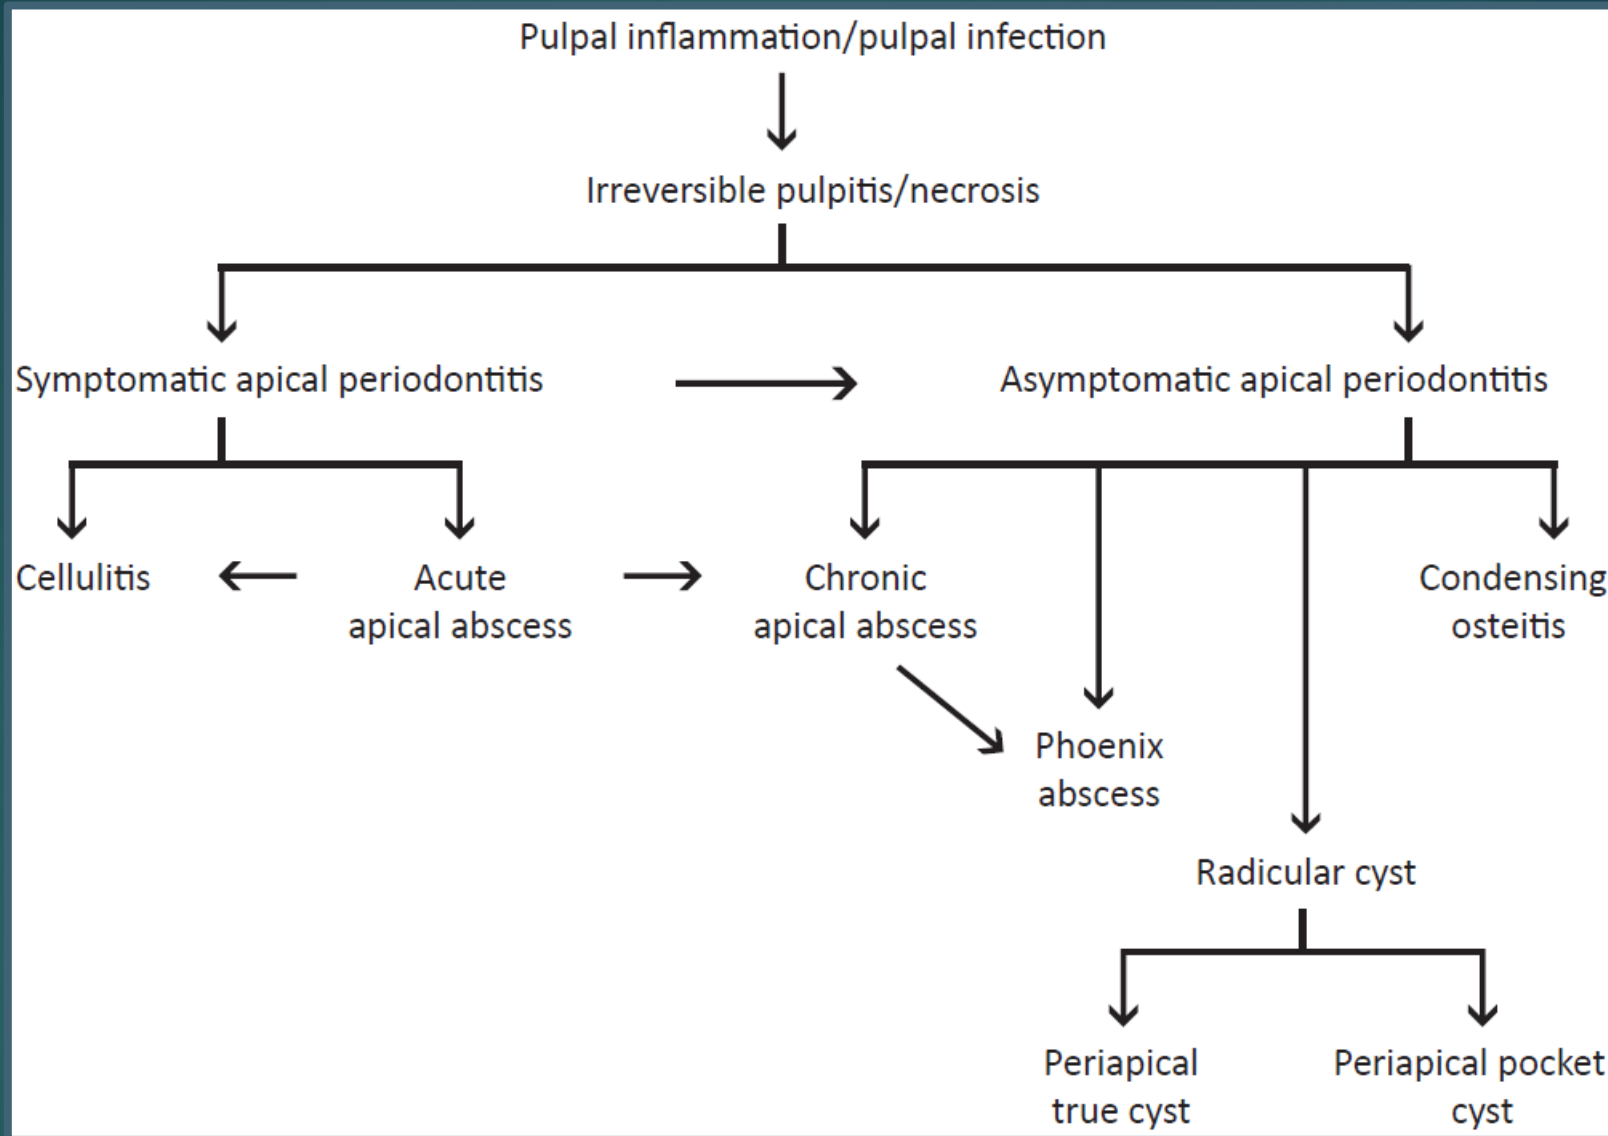 Pulpal inflammation/pulpal infection
Irreversible pulpitis/necrosis
Symptomatic apical periodontitis
Asymptomatic apical periodontitis
Cellulitis
Acute
apical abscess
Chronic
apical abscess
Condensing
osteitis
Phoenix
abscess
Radicular cyst
Periapical
true cyst
Periapical pocket
cyst